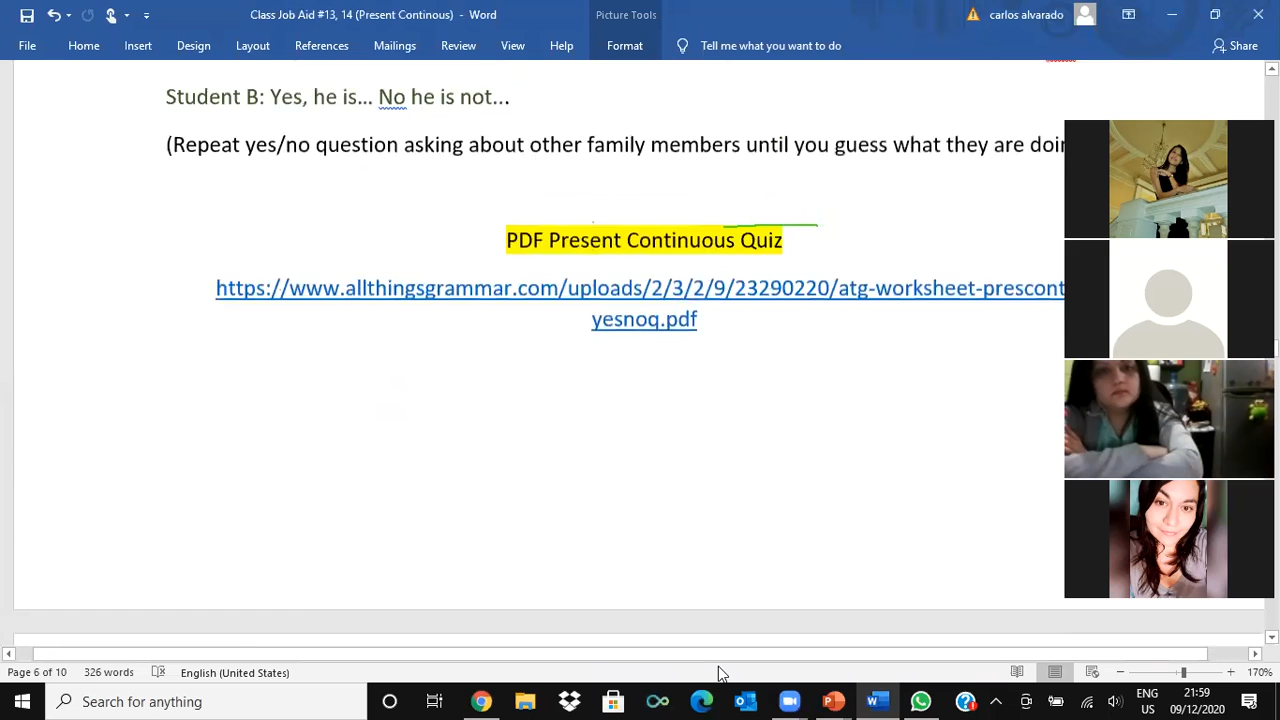 Class Job Aid #13, 14 (Present Continous) - Word
Picture Tools
carlos alvarado
File Home Insert Design Layout References Mailings Review View Help Format Tell me what you want to do Share
Student B: Yes, he is... No he is not...
(Repeat yes/no question asking about other family members until you guess what they are doin
PDF Present Continuous Quiz
https://www.allthingsgrammar.com/uploads/2/3/2/9/23290220/atg-worksheet-prescont
yesnoq.pdf
Page 6 of 10 326 words English (United States) 170%
Search for anything
ENG 21:59
US 09/12/2020